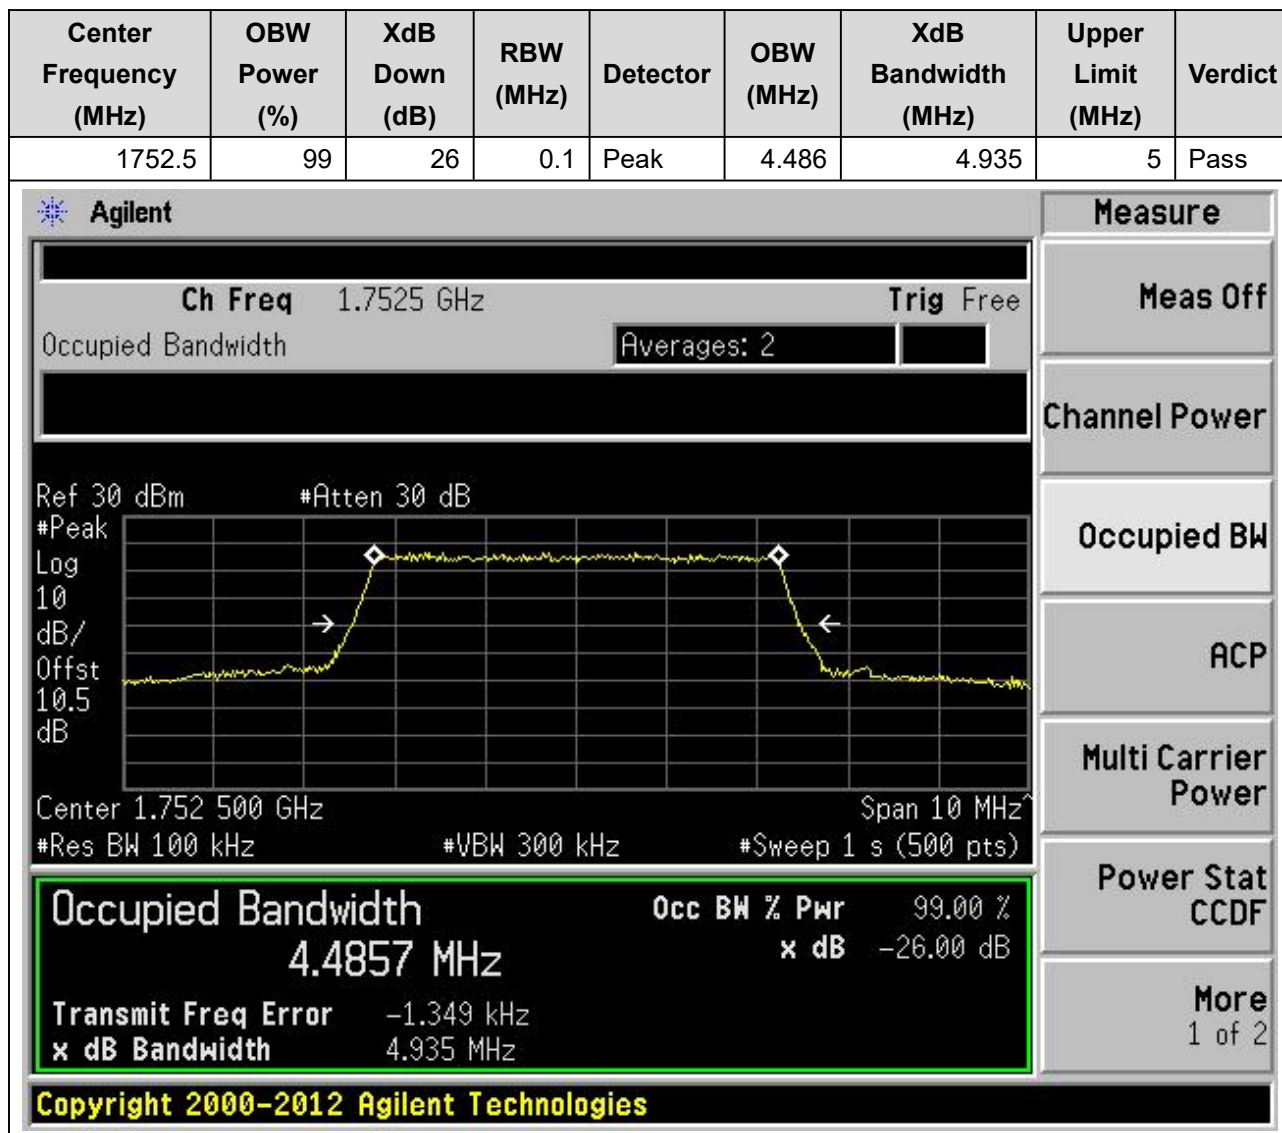 Center Frequency (MHz) OBW Power (%) XdB Down (dB) RBW (MHz) Detector OBW (MHz) XdB Bandwidth (MHz) Upper Limit (MHz) Verdict
1752.5 99 26 0.1 Peak 4.486 4.935 5 Pass
Agilent
Measure
Ch Freq 1.7525 GHz Trig Free
Meas Off
Occupied Bandwidth Averages: 2
Channel Power
Ref 30 dBm #Atten 30 dB
#Peak
Log
10
dB/
Offst
10.5
dB
Occupied BW
ACP
Multi Carrier
Power
Center 1.752 500 GHz Span 10 MHz^
#Res BW 100 kHz #VBW 300 kHz #Sweep 1 s (500 pts)
Power Stat
CCDF
Occupied Bandwidth Occ BW % Pwr 99.00 %
4.4857 MHz x dB -26.00 dB
Transmit Freq Error -1.349 kHz
x dB Bandwidth 4.935 MHz
More
1 of 2
Copyright 2000-2012 Agilent Technologies